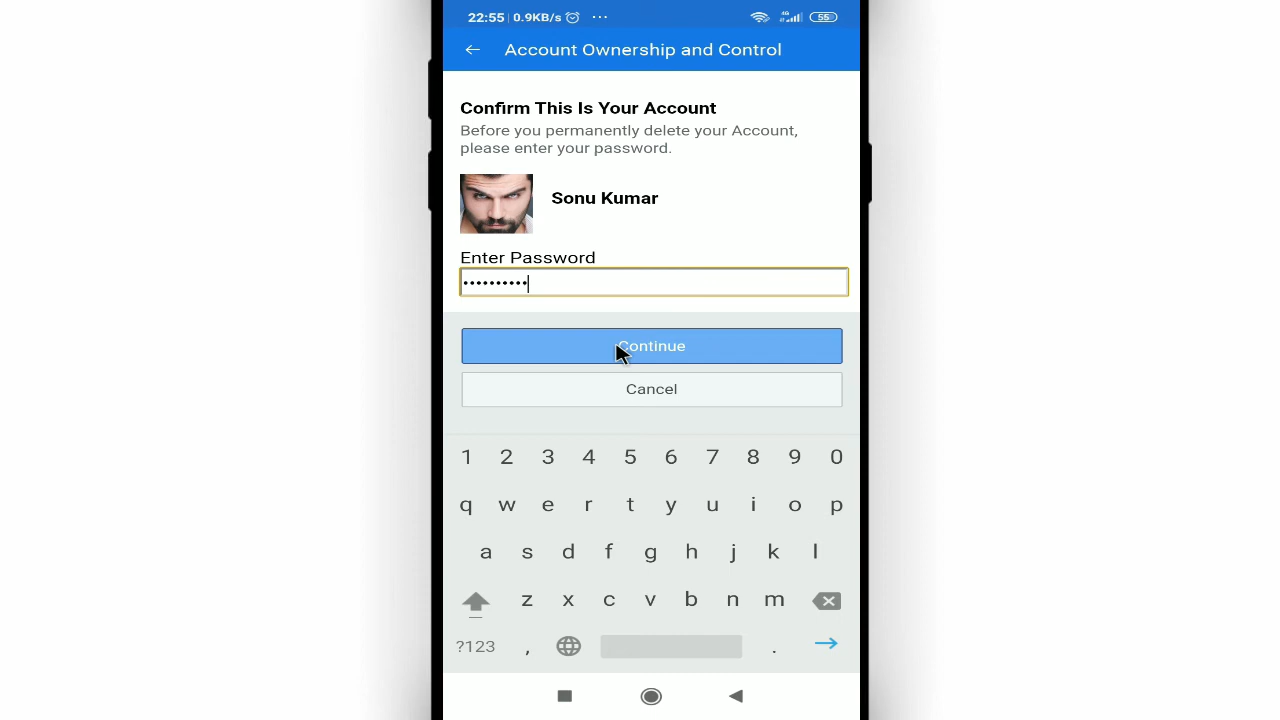 22:55 0.9KB/s ... 4G 55
Account Ownership and Control
Confirm This Is Your Account
Before you permanently delete your Account,
please enter your password.
Sonu Kumar
Enter Password
••••••••••
Continue
Cancel
1 2 3 4 5 6 7 8 9 0
q w e r t y u i o p
a s d f g h j k l
z x c v b n m
?123 , .